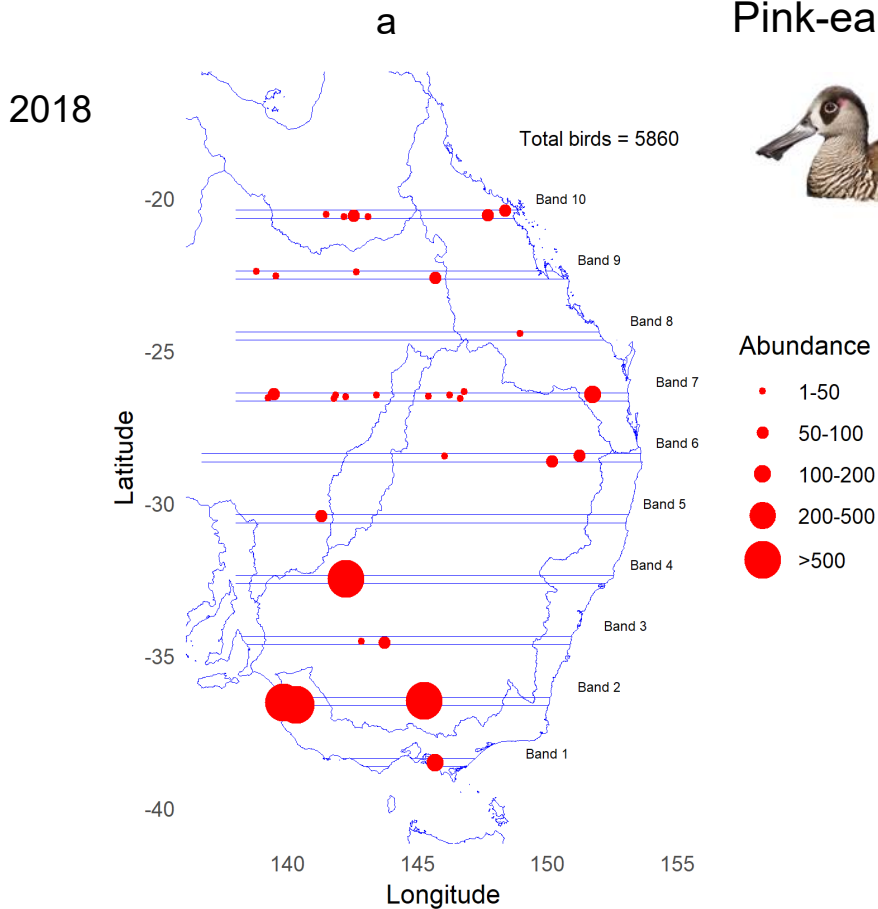 a
Pink-ea
2018
Total birds = 5860
-20
-25
-30
-35
-40
Latitude
Band 10
Band 9
Band 8
Band 7
Band 6
Band 5
Band 4
Band 3
Band 2
Band 1
140
145
150
155
Longitude
Abundance
1-50
50-100
100-200
200-500
>500